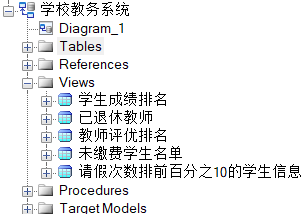 学校教务系统
Diagram_1
Tables
References
Views
学生成绩排名
已退休教师
教师评优排名
未缴费学生名单
请假次数排前百分之10的学生信息
Procedures
Target Models